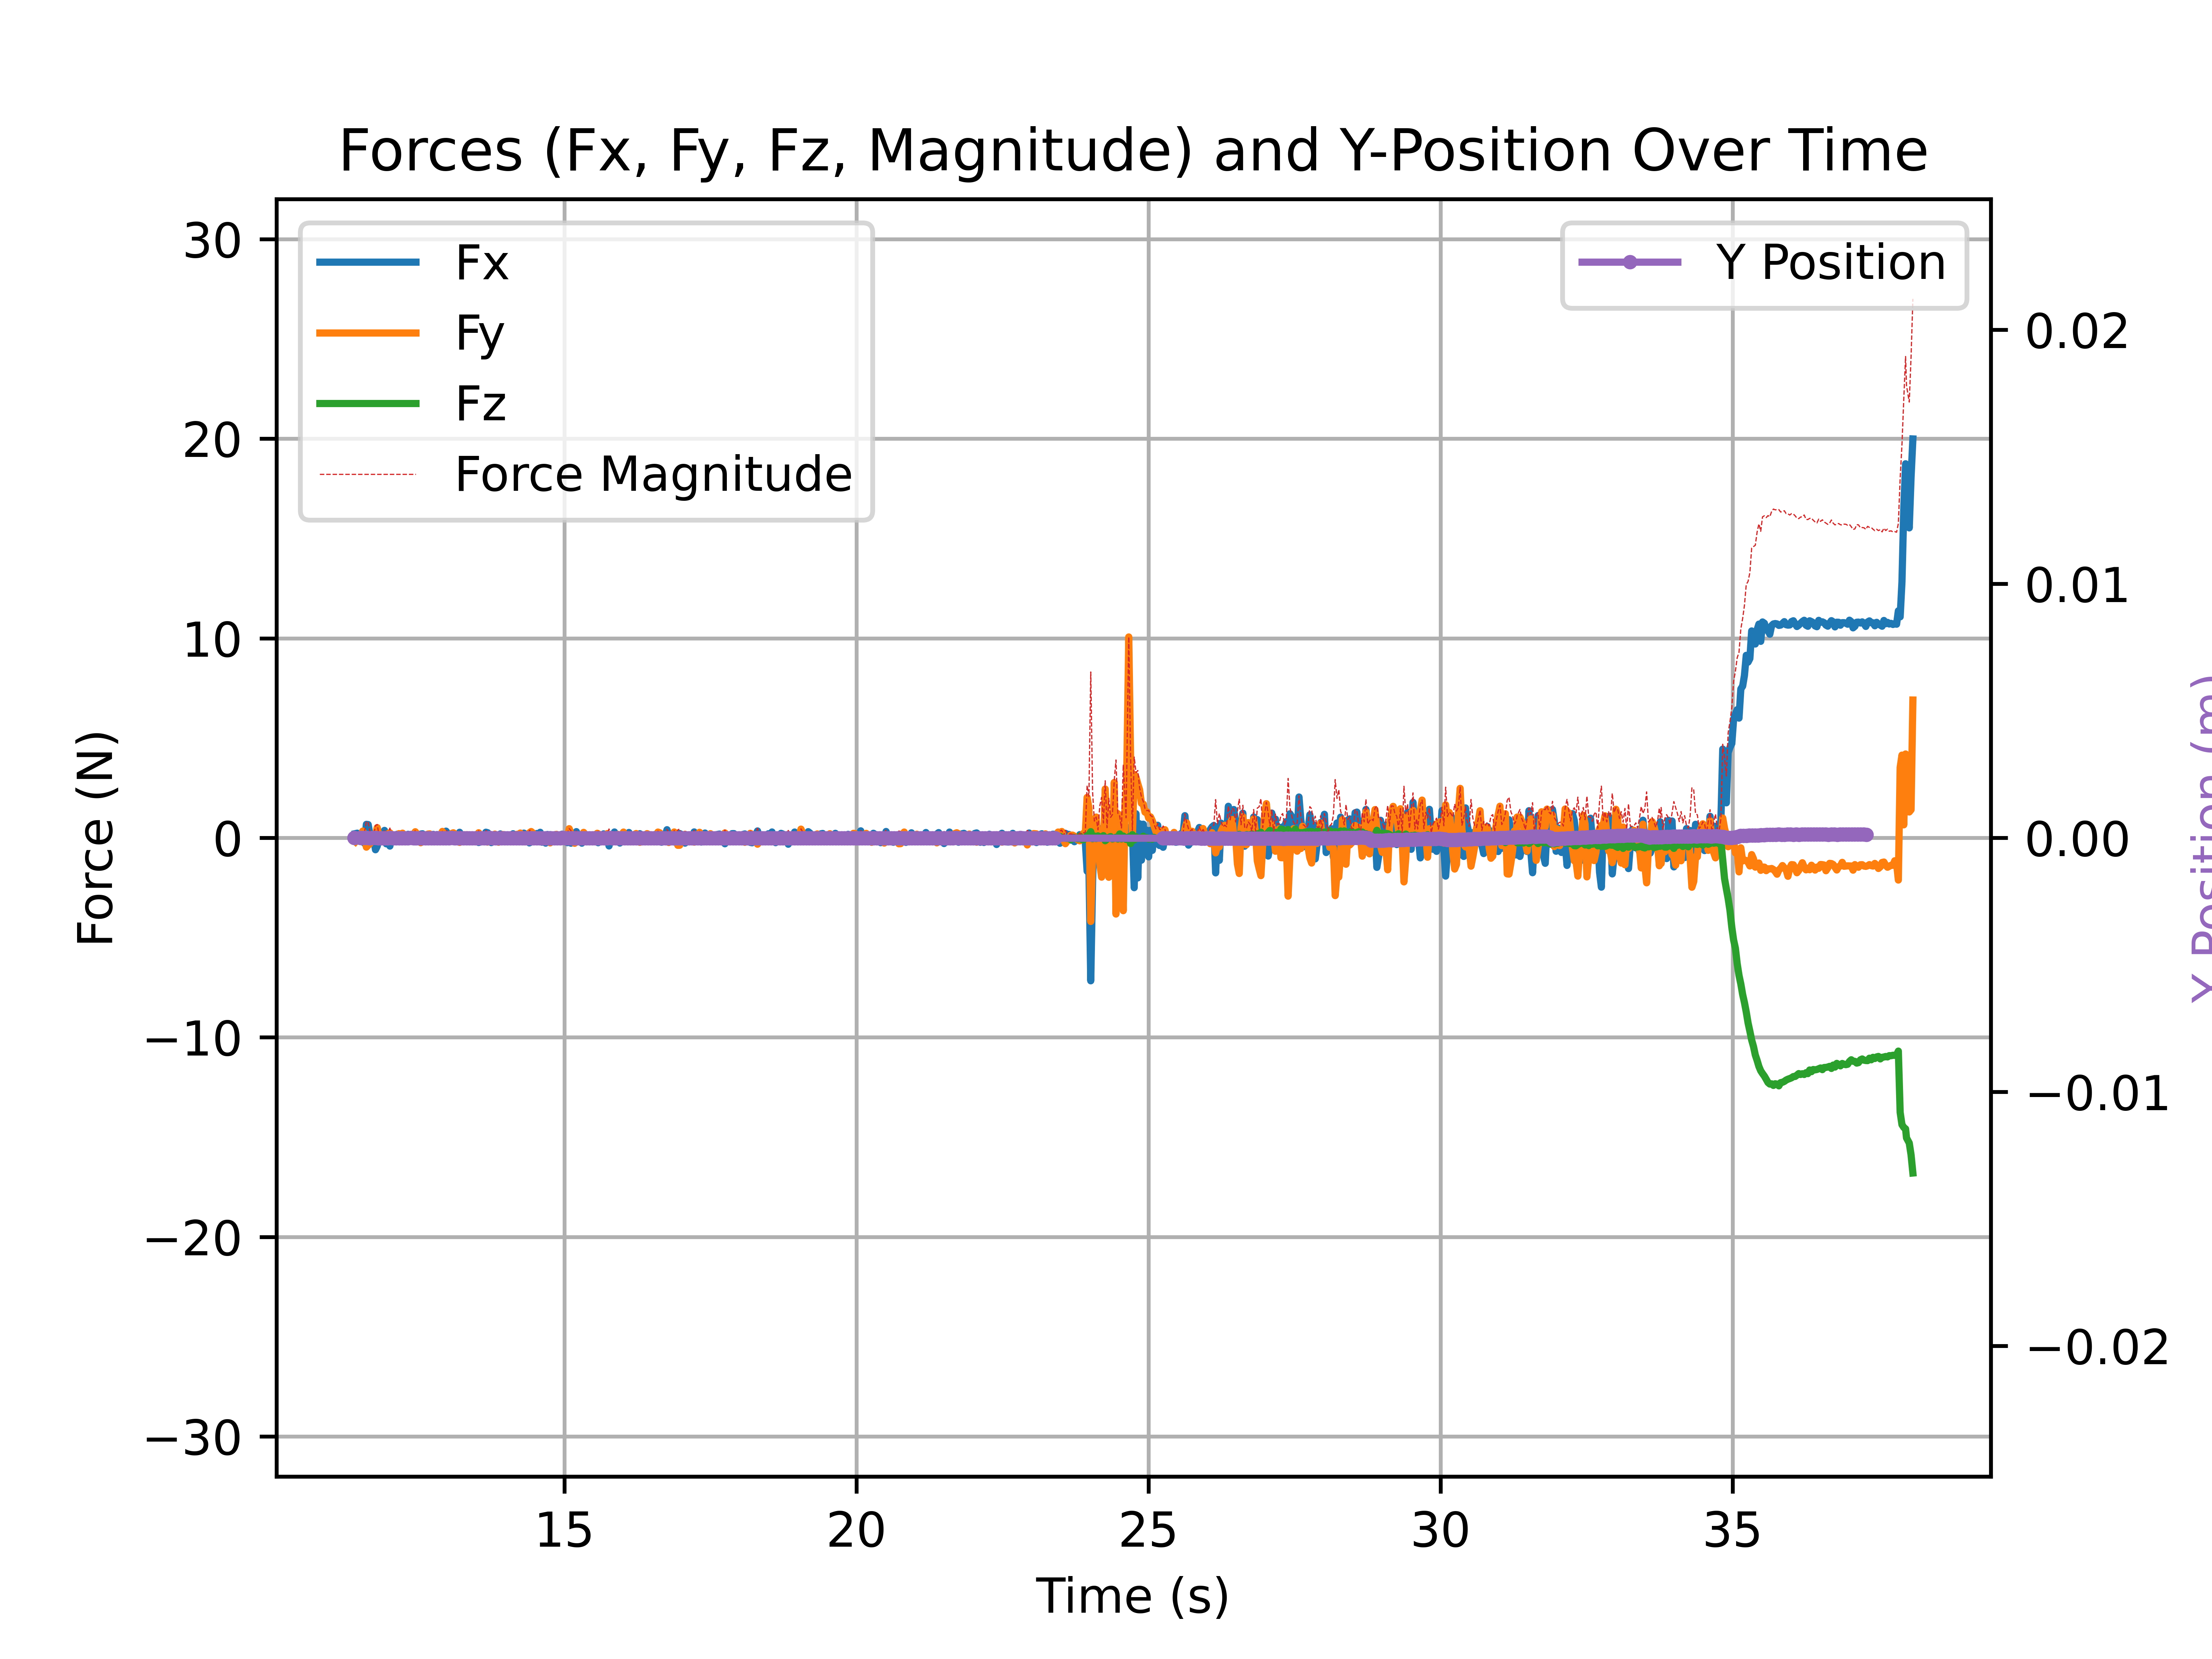 Forces (Fx, Fy, Fz, Magnitude) and Y-Position Over Time
Fx
Fy
Fz
Force Magnitude
Y Position
30
20
10
0
−10
−20
−30
Force (N)
0.02
0.01
0.00
−0.01
−0.02
Y Position (m)
15
20
25
30
35
Time (s)